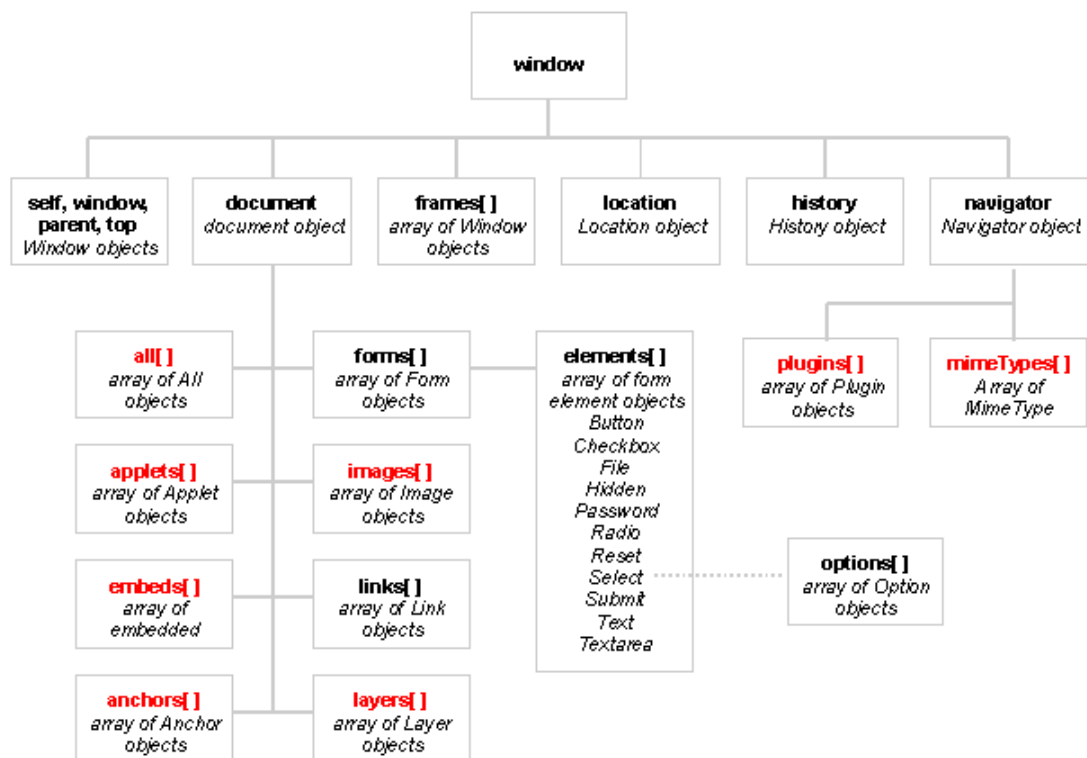 window
self, window,
parent, top
Window objects
document
document object
frames[ ]
array of Window
objects
location
Location object
history
History object
navigator
Navigator object
all[ ]
array of All
objects
forms[ ]
array of Form
objects
elements[ ]
array of form
element objects
Button
Checkbox
File
Hidden
Password
Radio
Reset
Select
Submit
Text
Textarea
plugins[ ]
array of Plugin
objects
mimeTypes[ ]
Array of
MimeType
applets[ ]
array of Applet
objects
images[ ]
array of Image
objects
embeds[ ]
array of
embedded
links[ ]
array of Link
objects
options[ ]
array of Option
objects
anchors[ ]
array of Anchor
objects
layers[ ]
array of Layer
objects